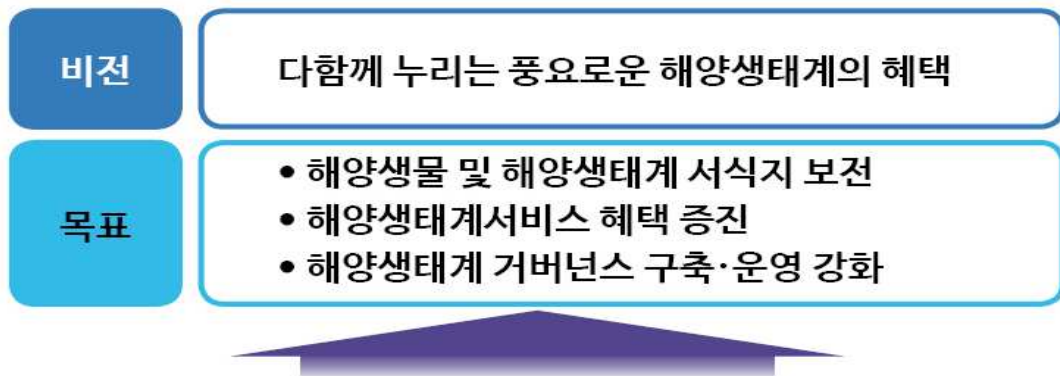 비전
다함께 누리는 풍요로운 해양생태계의 혜택
목표
• 해양생물 및 해양생태계 서식지 보전
• 해양생태계서비스 혜택 증진
• 해양생태계 거버넌스 구축·운영 강화